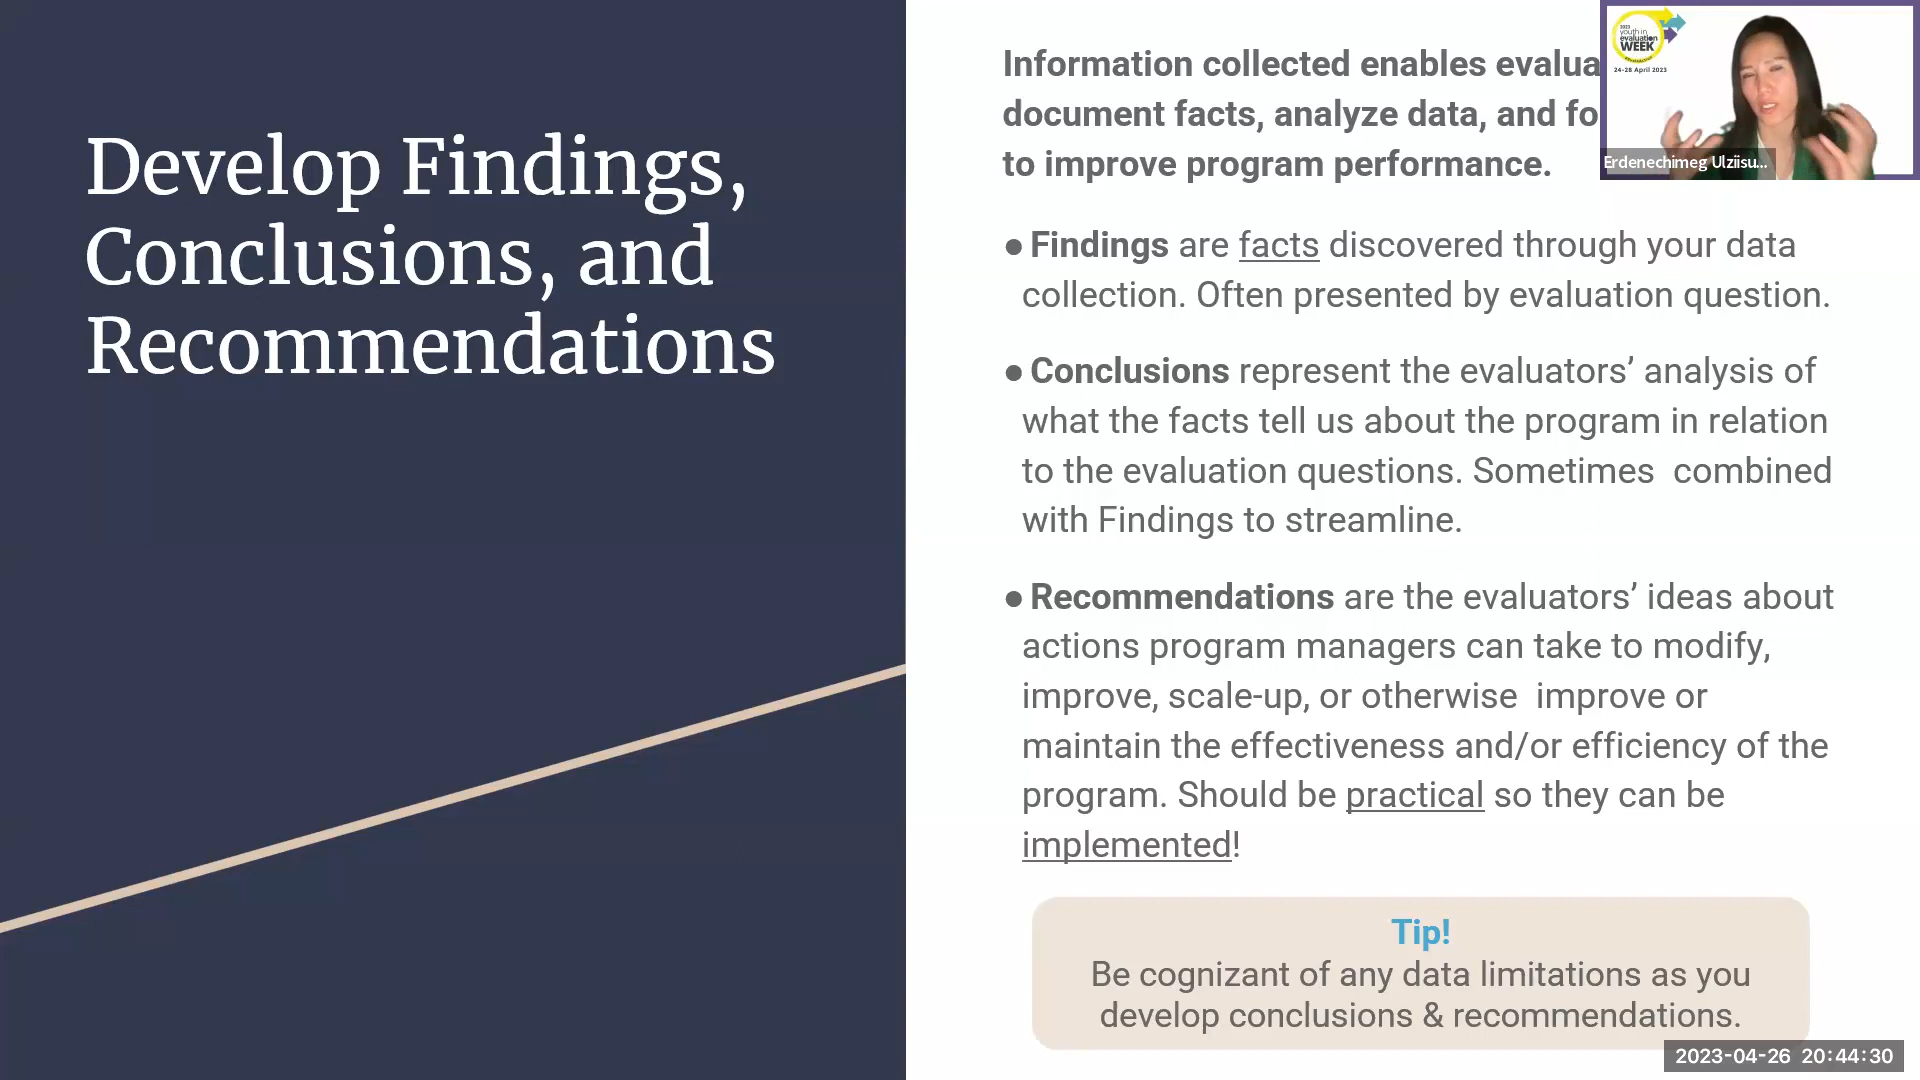 Develop Findings,
Conclusions, and
Recommendations
Information collected enables
document facts, analyze data, and
to improve program performance.
● Findings are facts discovered through your data
collection. Often presented by evaluation question.
● Conclusions represent the evaluators’ analysis of
what the facts tell us about the program in relation
to the evaluation questions. Sometimes  combined
with Findings to streamline.
● Recommendations are the evaluators’ ideas about
actions program managers can take to modify,
improve, scale-up, or otherwise  improve or
maintain the effectiveness and/or efficiency of the
program. Should be practical so they can be
implemented!
Tip!
Be cognizant of any data limitations as you
develop conclusions & recommendations.
2023
youth in
evaluation
WEEK
24-28 April 2023
Erdenechimeg Ulziisu...
2023-04-26 20:44:30